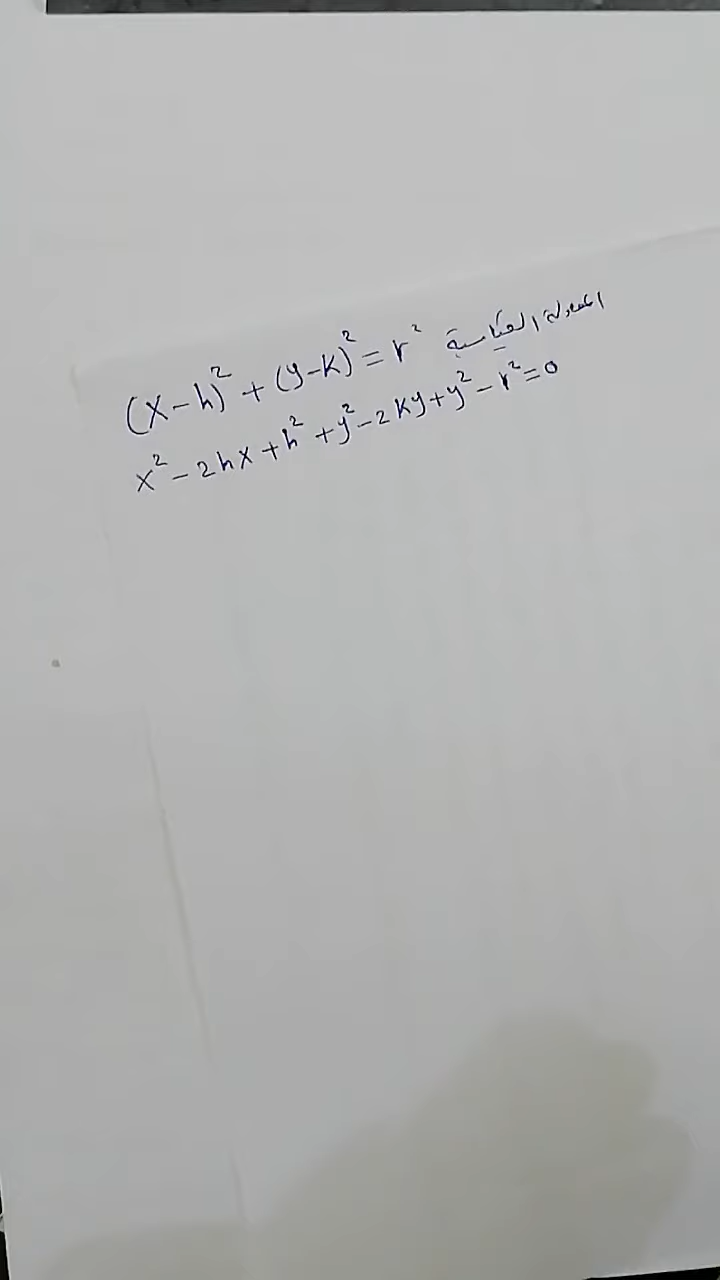 (x-h)² + (y-k)² = r² المعادلة القياسية
x² - 2hx + h² + y² - 2ky + y² - r² = 0